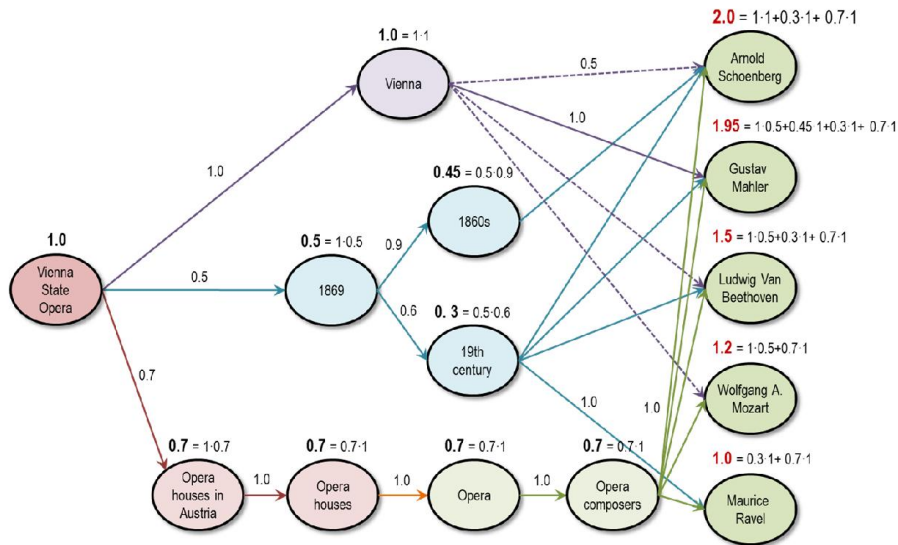 2.0 = 1·1+0.3·1+ 0.7·1
1.0 = 1·1
Arnold
Schoenberg
0.5
Vienna
1.95 = 1·0.5+0.45·1+0.3·1+ 0.7·1
1.0
Gustav
Mahler
1.0
0.45 = 0.5·0.9
1860s
1.5 = 1·0.5+0.3·1+ 0.7·1
1.0
0.5 = 1·0.5
0.9
Vienna
State
Opera
0.5
1869
Ludwig Van
Beethoven
0.6
0. 3 = 0.5·0.6
1.2 = 1·0.5+0.7·1
19th
century
0.7
Wolfgang A.
Mozart
1.0
1.0
0.7 = 1·0.7
0.7 = 0.7·1
0.7 = 0.7·1
0.7 = 0.7·1
1.0 = 0.3·1+ 0.7·1
Opera
houses in
Austria
1.0
Opera
houses
1.0
Opera
1.0
Opera
composers
Maurice
Ravel